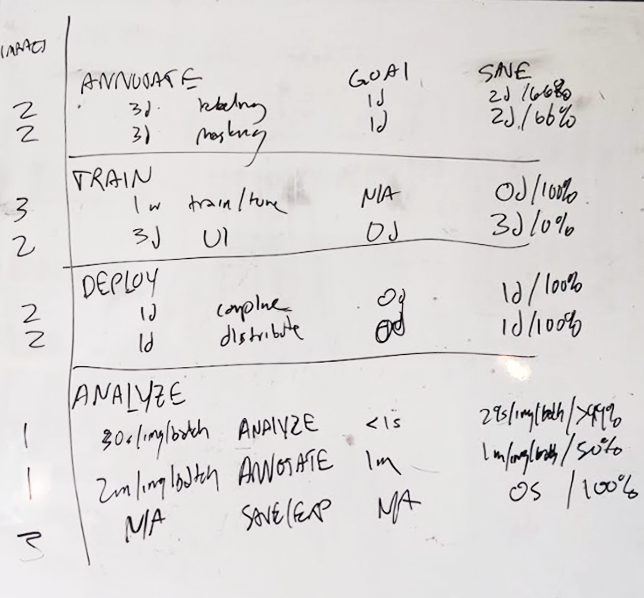 IMPACT
ANNOTATE GOAL SAVE
2 3d labeling 1d 2d/66%
2 3d masking 1d 2d/66%
TRAIN
3 1w train/tune N/A 0d/100%
2 3d UI 0d 3d/0%
DEPLOY
2 1d compline 0d 1d/100%
2 1d distribute 0d 1d/100%
ANALYZE
1 30s/img/batch ANALYZE <1s 29s/img/batch/>99%
1 2m/img/batch ANNOTATE 1m 1m/img/batch/50%
3 N/A SAVE/EXP N/A 0S /100%